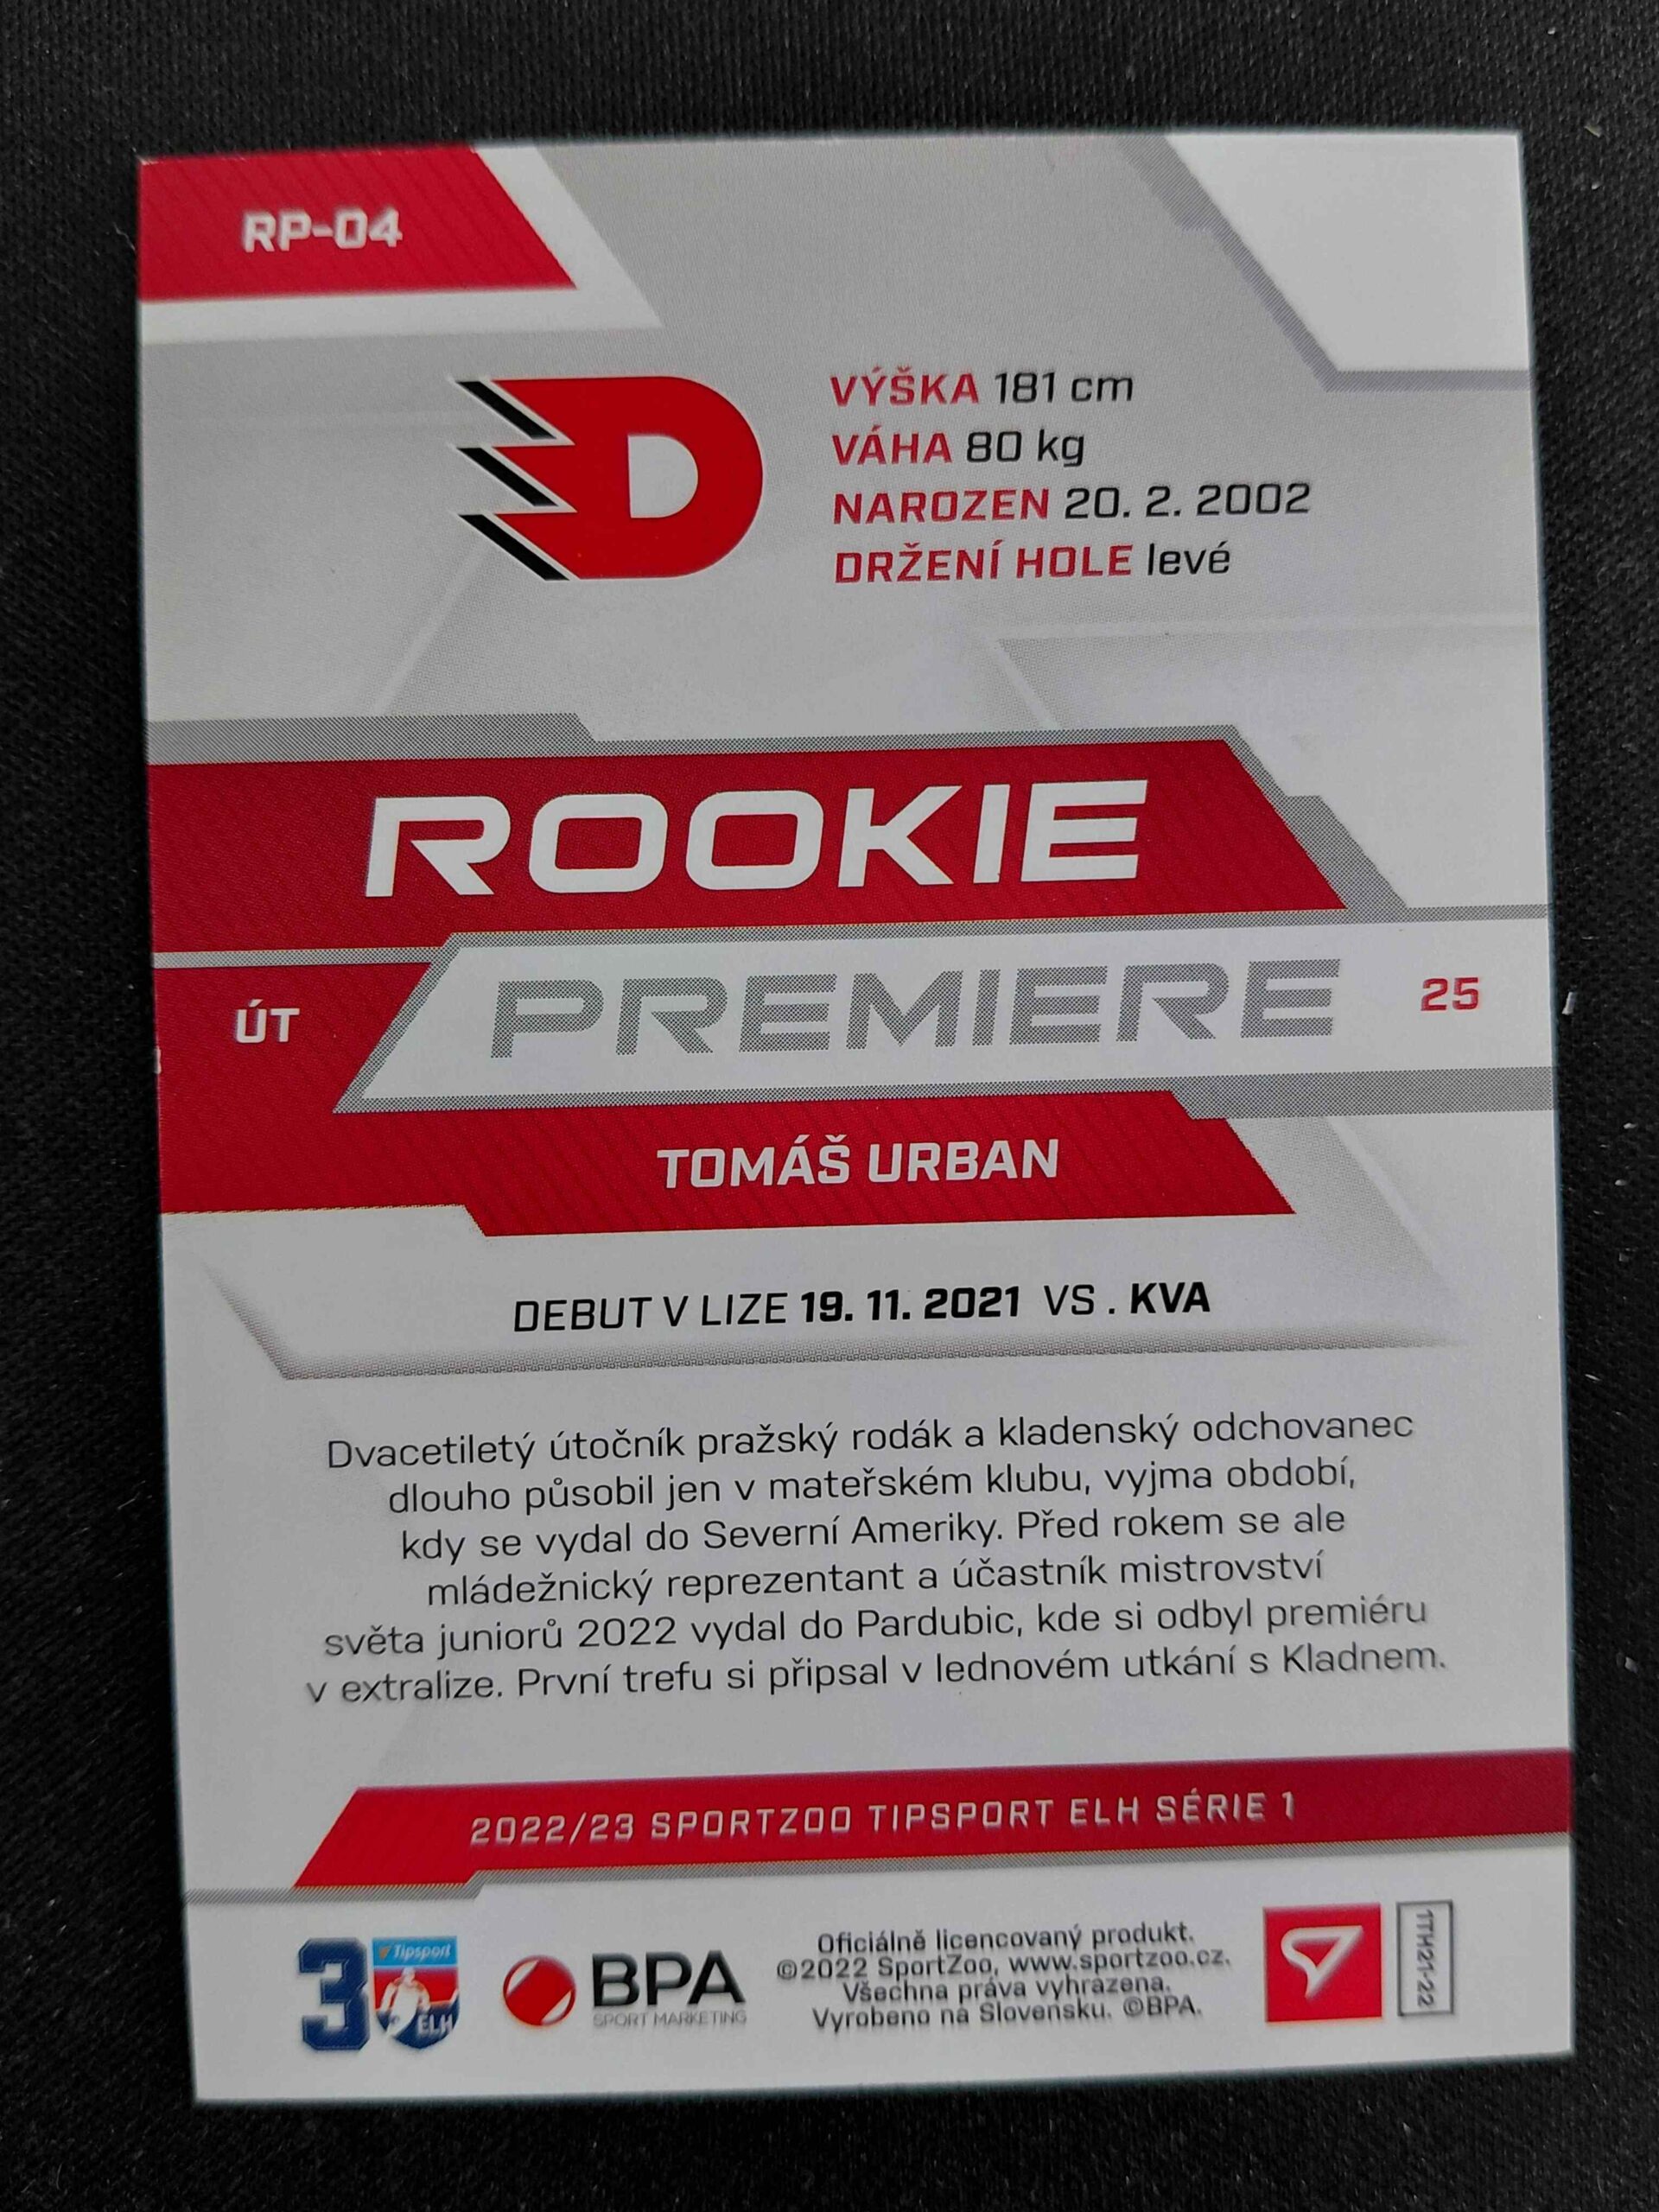 RP-04
VÝŠKA 181 cm
VÁHA 80 kg
NAROZEN 20. 2. 2002
DRŽENÍ HOLE levé
ROOKIE
ÚT PREMIERE 25
TOMÁŠ URBAN
DEBUT V LIZE 19. 11. 2021 VS . KVA
Dvacetiletý útočník pražský rodák a kladenský odchovanec
dlouho působil jen v mateřském klubu, vyjma období,
kdy se vydal do Severní Ameriky. Před rokem se ale
mládežnický reprezentant a účastník mistrovství
světa juniorů 2022 vydal do Pardubic, kde si odbyl premiéru
v extralize. První trefu si připsal v lednovém utkání s Kladnem.
2022/23 SPORTZOO TIPSPORT ELH SÉRIE 1
3
Tipsport
ELH
BPA
SPORT MARKETING
Oficiálně licencovaný produkt.
©2022 SportZoo, www.sportzoo.cz.
Všechna práva vyhrazena.
Vyrobeno na Slovensku. ©BPA.
1TH21-22